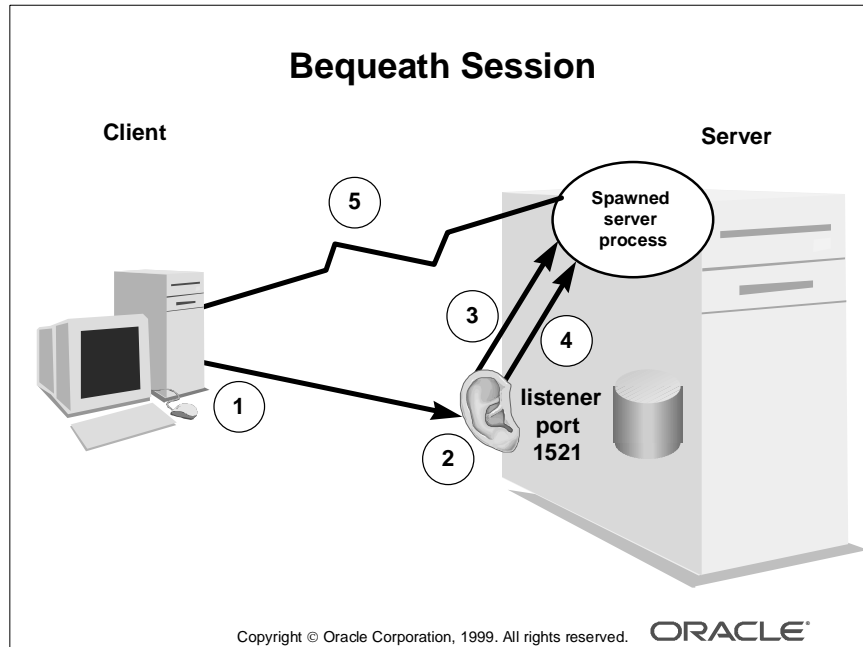 Bequeath Session
Client
Server
5
Spawned
server
process
3
4
1
2
listener
port
1521
Copyright © Oracle Corporation, 1999. All rights reserved.
ORACLE®